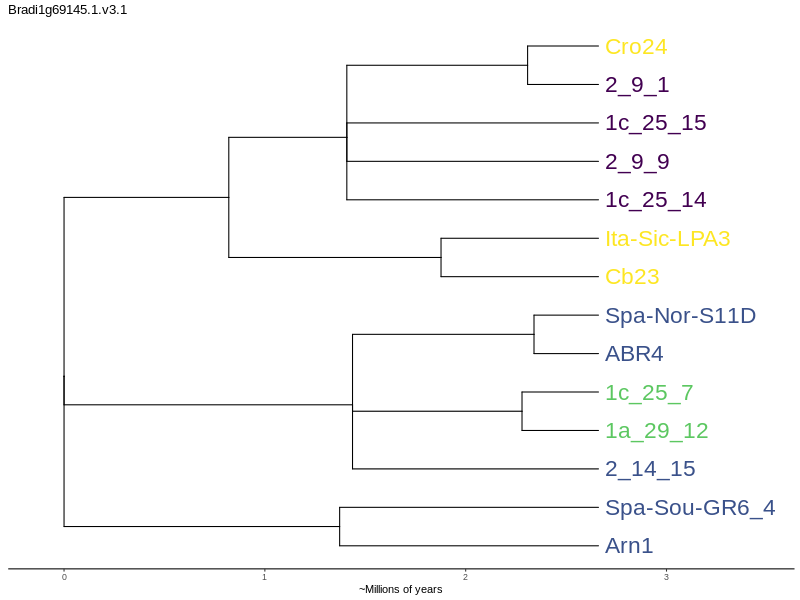 Bradi1g69145.1.v3.1
Cro24
2_9_1
1c_25_15
2_9_9
1c_25_14
Ita-Sic-LPA3
Cb23
Spa-Nor-S11D
ABR4
1c_25_7
1a_29_12
2_14_15
Spa-Sou-GR6_4
Arn1
0 1 2 3
~Millions of years